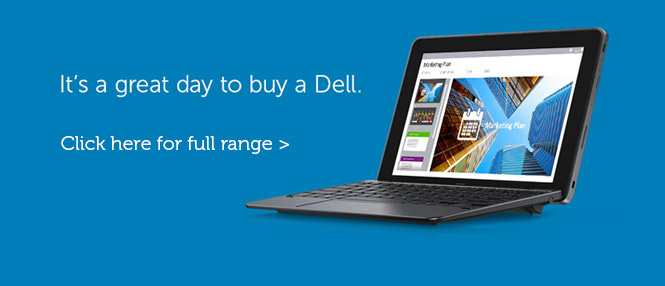 It's a great day to buy a Dell.
Click here for full range >
Marketing Plan
Marketing Plan